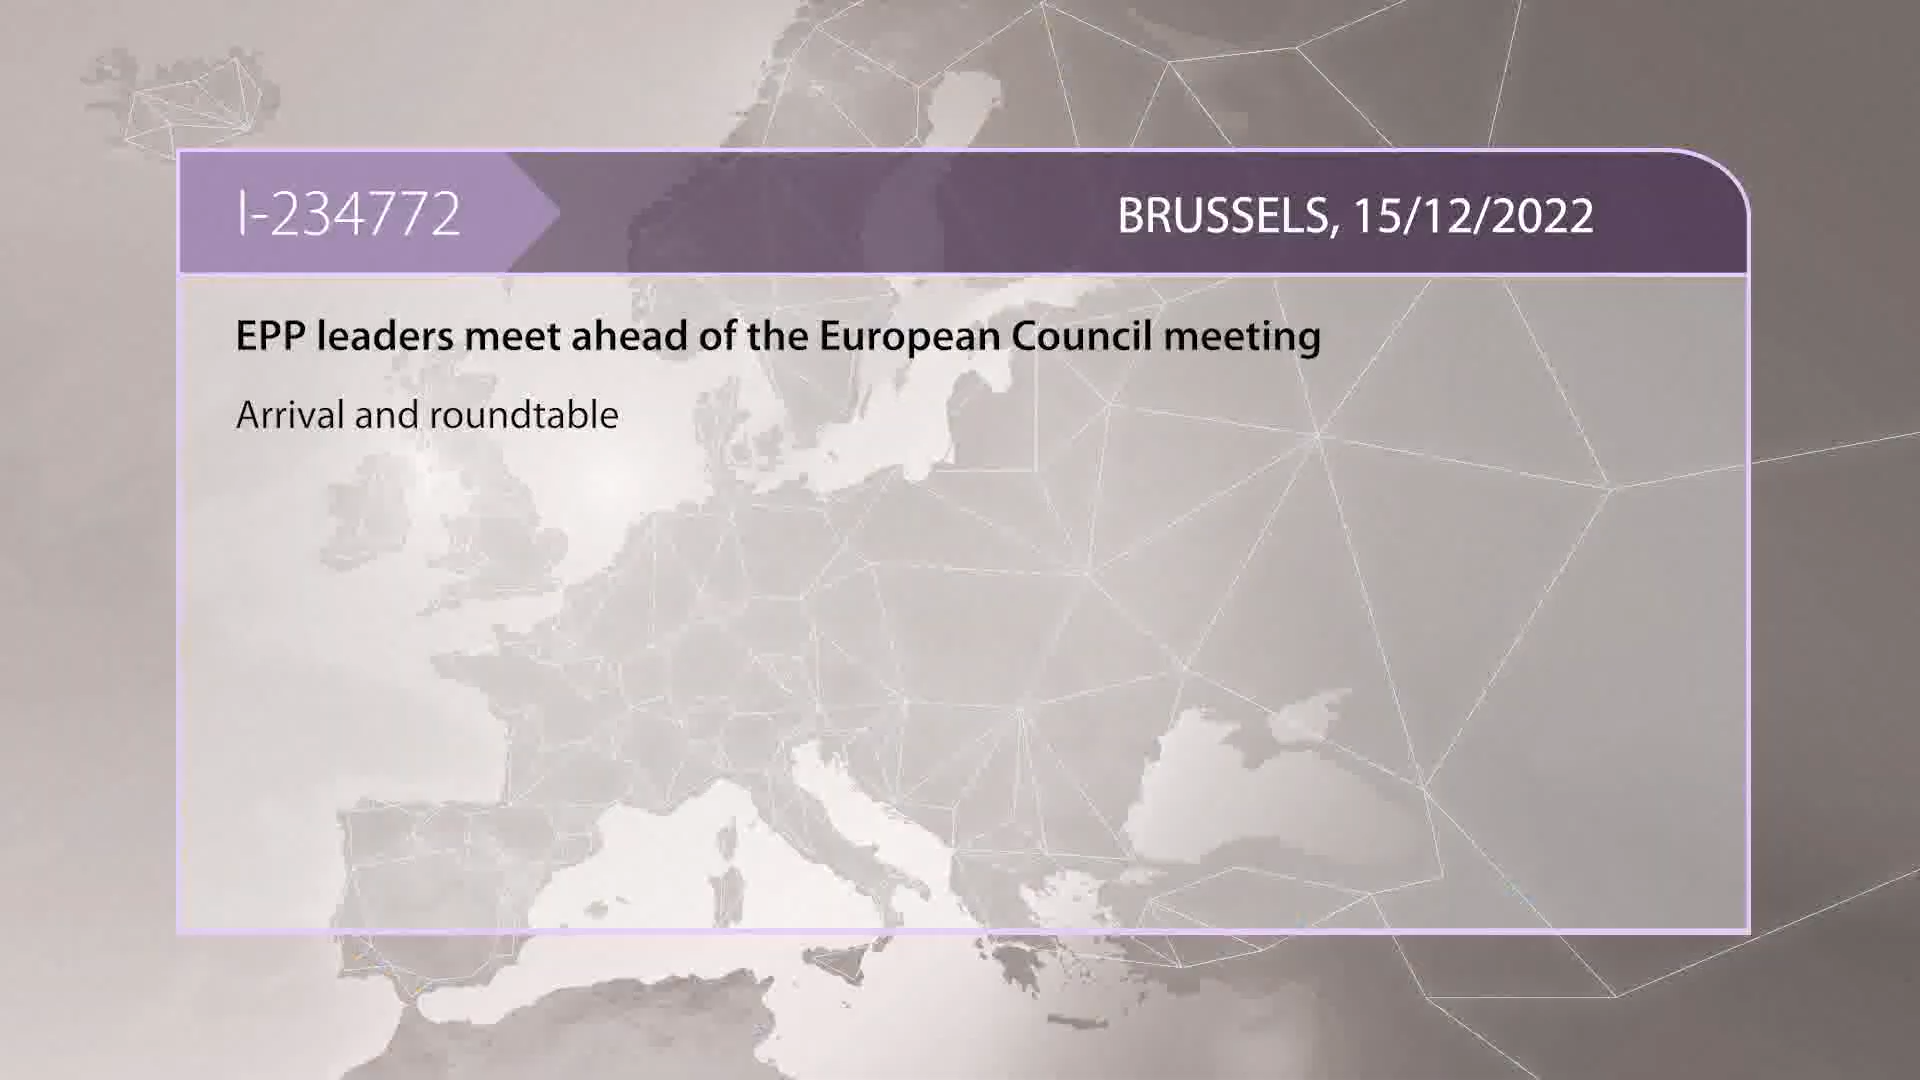 I-234772
BRUSSELS, 15/12/2022
EPP leaders meet ahead of the European Council meeting
Arrival and roundtable